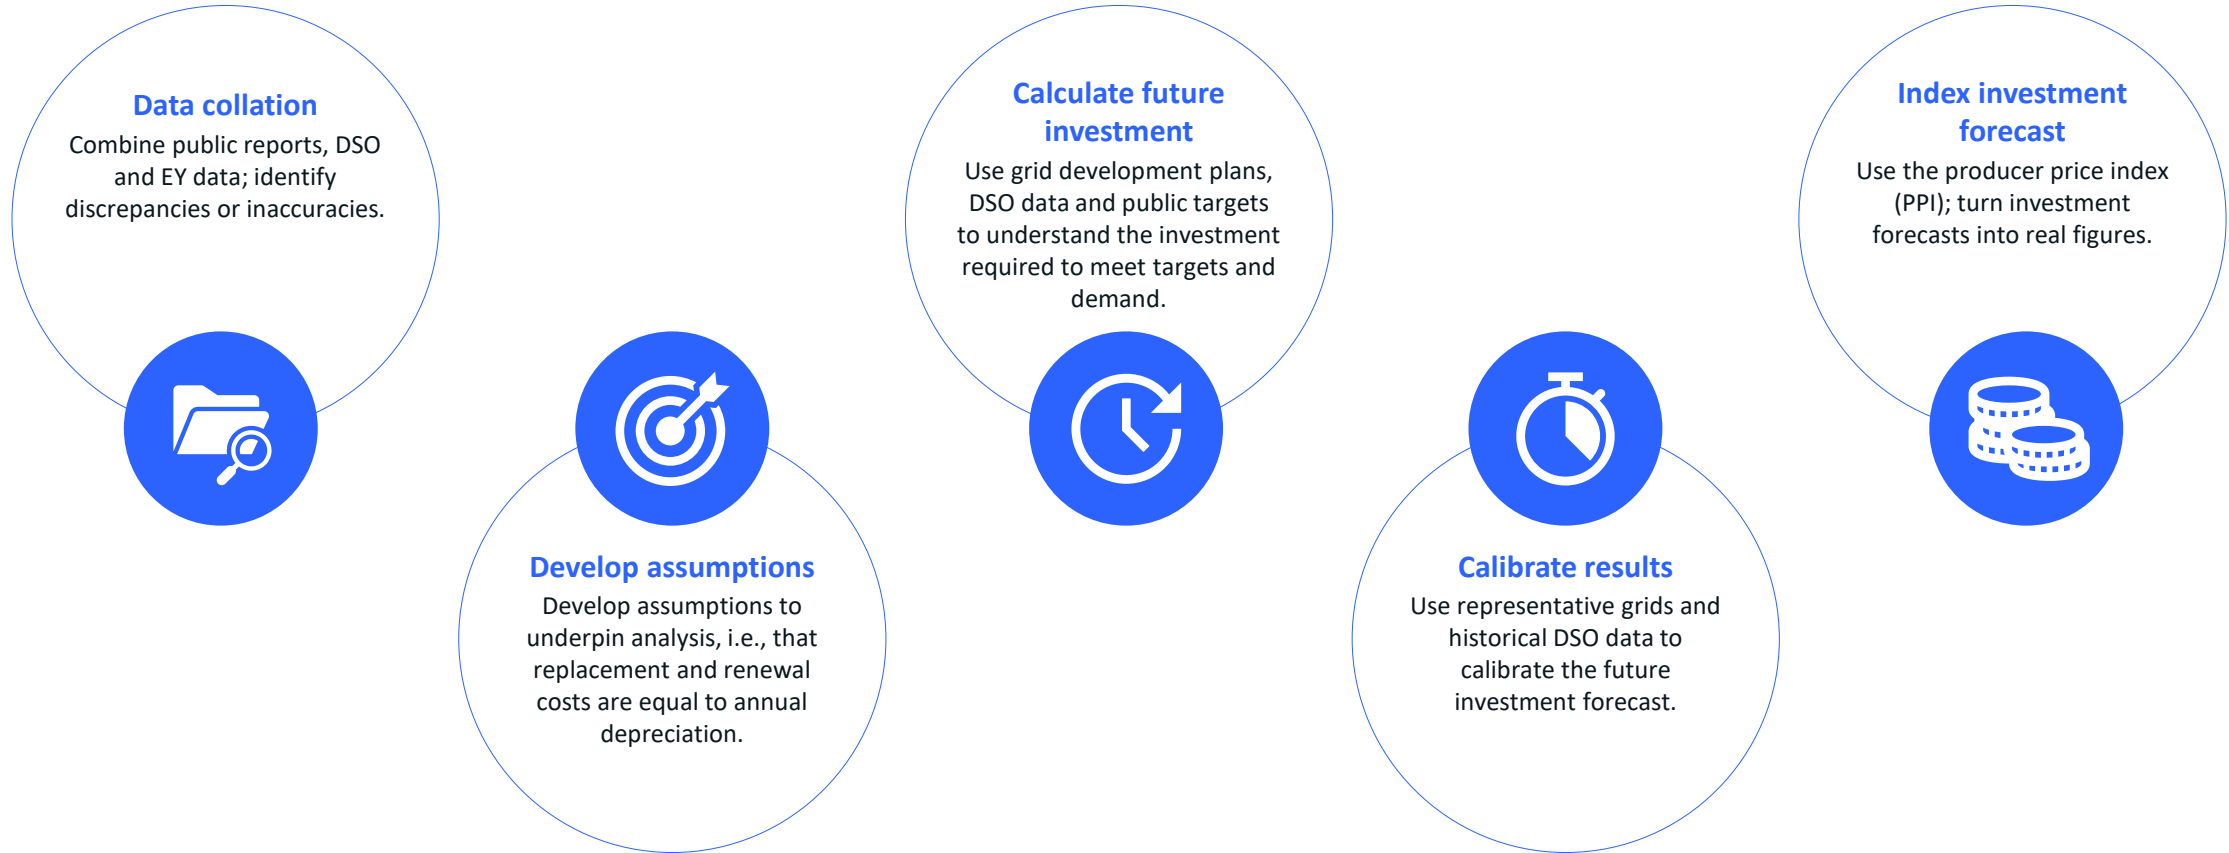 Data collation
Combine public reports, DSO
and EY data; identify
discrepancies or inaccuracies.
Develop assumptions
Develop assumptions to
underpin analysis, i.e., that
replacement and renewal
costs are equal to annual
depreciation.
Calculate future
investment
Use grid development plans,
DSO data and public targets
to understand the investment
required to meet targets and
demand.
Calibrate results
Use representative grids and
historical DSO data to
calibrate the future
investment forecast.
Index investment
forecast
Use the producer price index
(PPI); turn investment
forecasts into real figures.